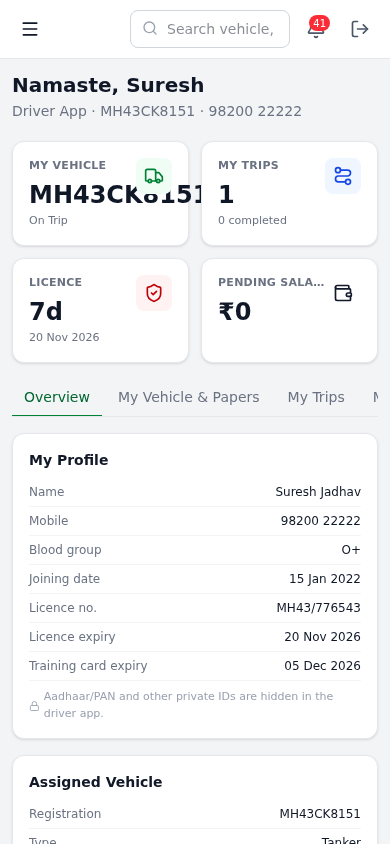 Search vehicle,
41
Namaste, Suresh
Driver App · MH43CK8151 · 98200 22222
MY VEHICLE
MH43CK8151
On Trip
MY TRIPS
1
0 completed
LICENCE
7d
20 Nov 2026
PENDING SALA...
₹0
Overview
My Vehicle & Papers
My Trips
My Profile
Name Suresh Jadhav
Mobile 98200 22222
Blood group O+
Joining date 15 Jan 2022
Licence no. MH43/776543
Licence expiry 20 Nov 2026
Training card expiry 05 Dec 2026
Aadhaar/PAN and other private IDs are hidden in the
driver app.
Assigned Vehicle
Registration MH43CK8151
Type Tanker